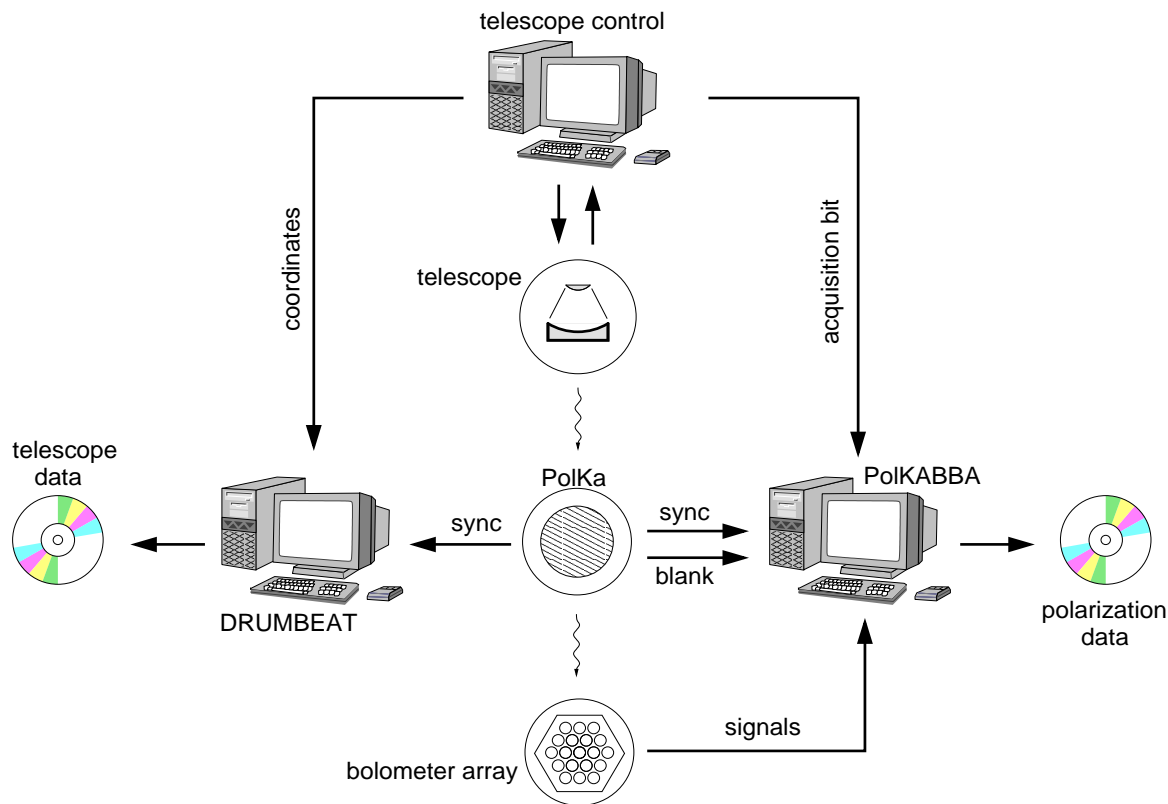 telescope control
coordinates
acquisition bit
telescope
telescope
data
PolKa
PolKABBA
sync
sync
blank
DRUMBEAT
polarization
data
signals
bolometer array